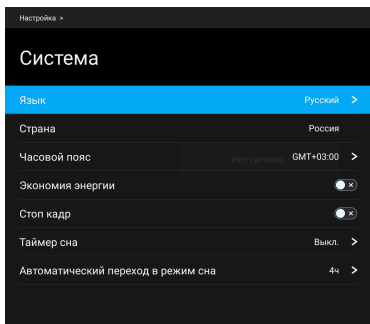 Настройка >
Система
Язык Русский >
Страна Россия
Часовой пояс Нет сигнала. GMT+03:00 >
Экономия энергии
Стоп кадр
Таймер сна Выкл. >
Автоматический переход в режим сна 4ч >